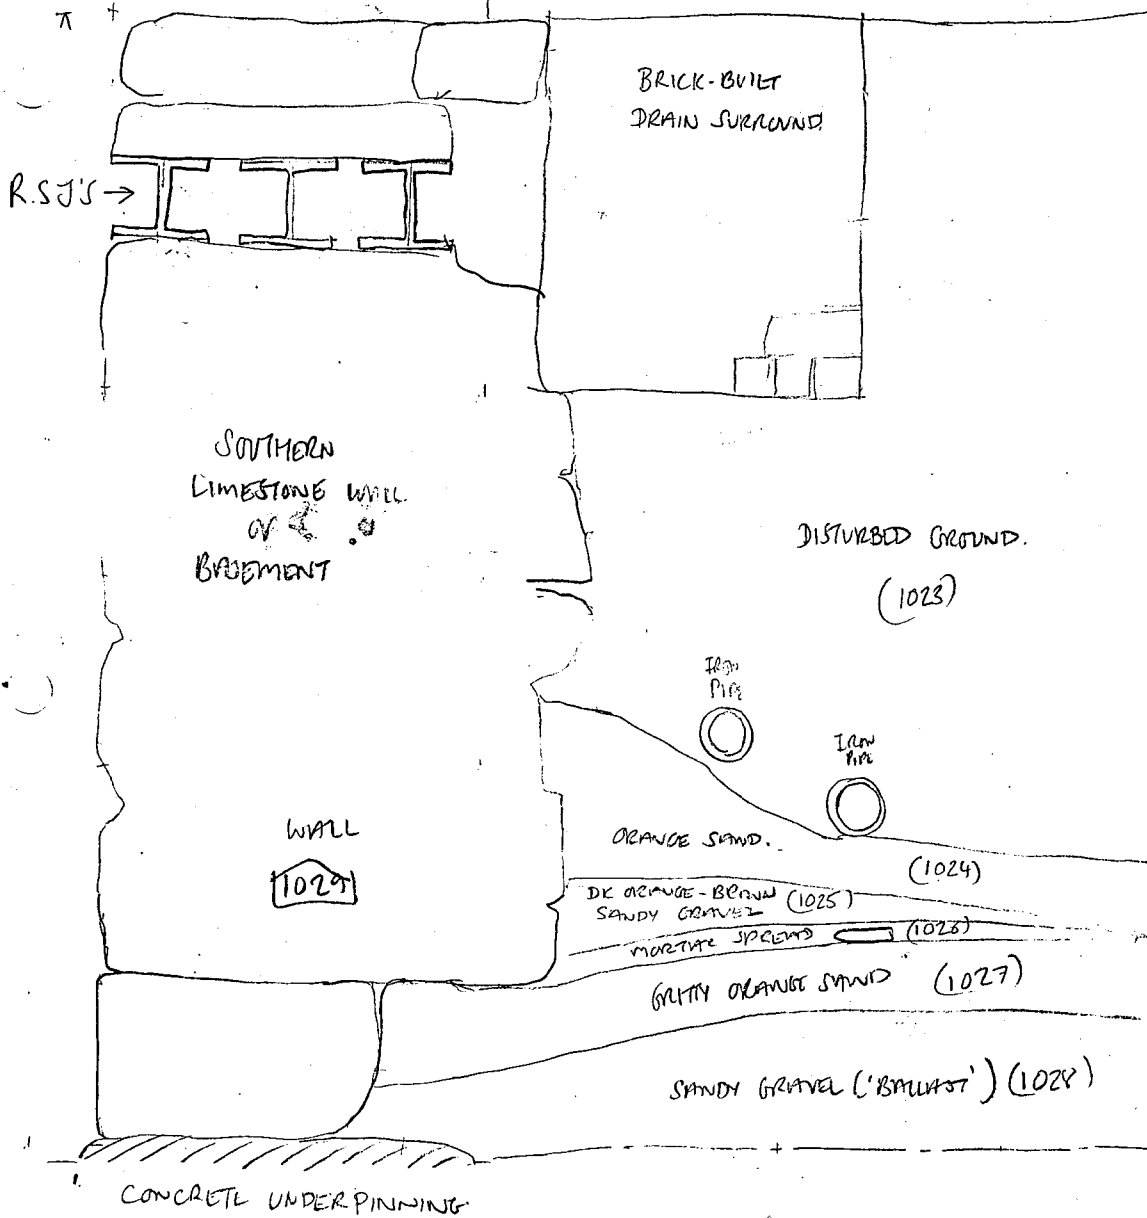 BRICK-BUILT
DRAIN SURROUND.
R.S.J'S →
SOUTHERN
LIMESTONE WALL
OF
BASEMENT
DISTURBED GROUND.
(1023)
IRON
PIPE
IRON
PIPE
WALL
1029
ORANGE SAND.
(1024)
DK ORANGE-BROWN (1025)
SANDY GRAVEL
MORTAR SPREAD (1026)
GRITTY ORANGE SAND (1027)
SANDY GRAVEL ('BALLAST') (1028)
CONCRETE UNDERPINNING.